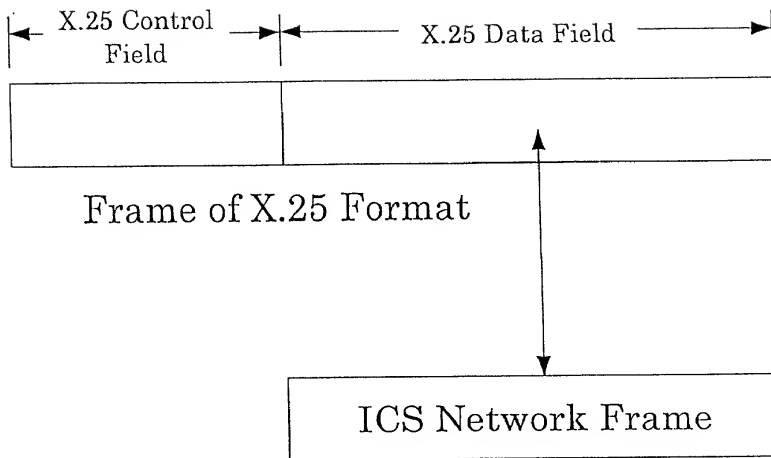 X.25 Control
Field
X.25 Data Field
Frame of X.25 Format
ICS Network Frame